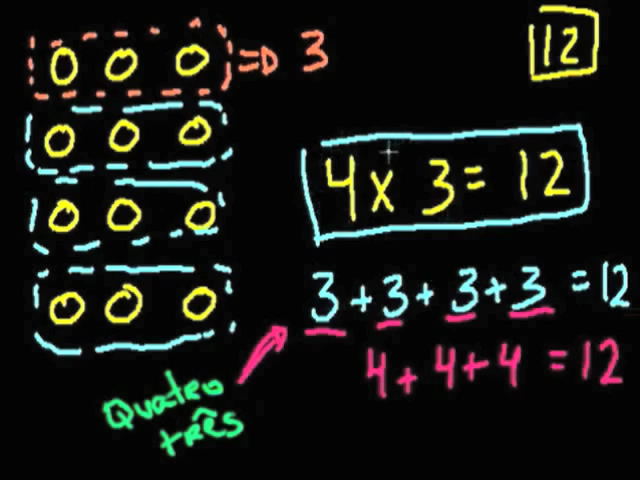 ⇒ 3
12
4 x 3 = 12
3 + 3 + 3 + 3 = 12
4 + 4 + 4 = 12
Quatro
três